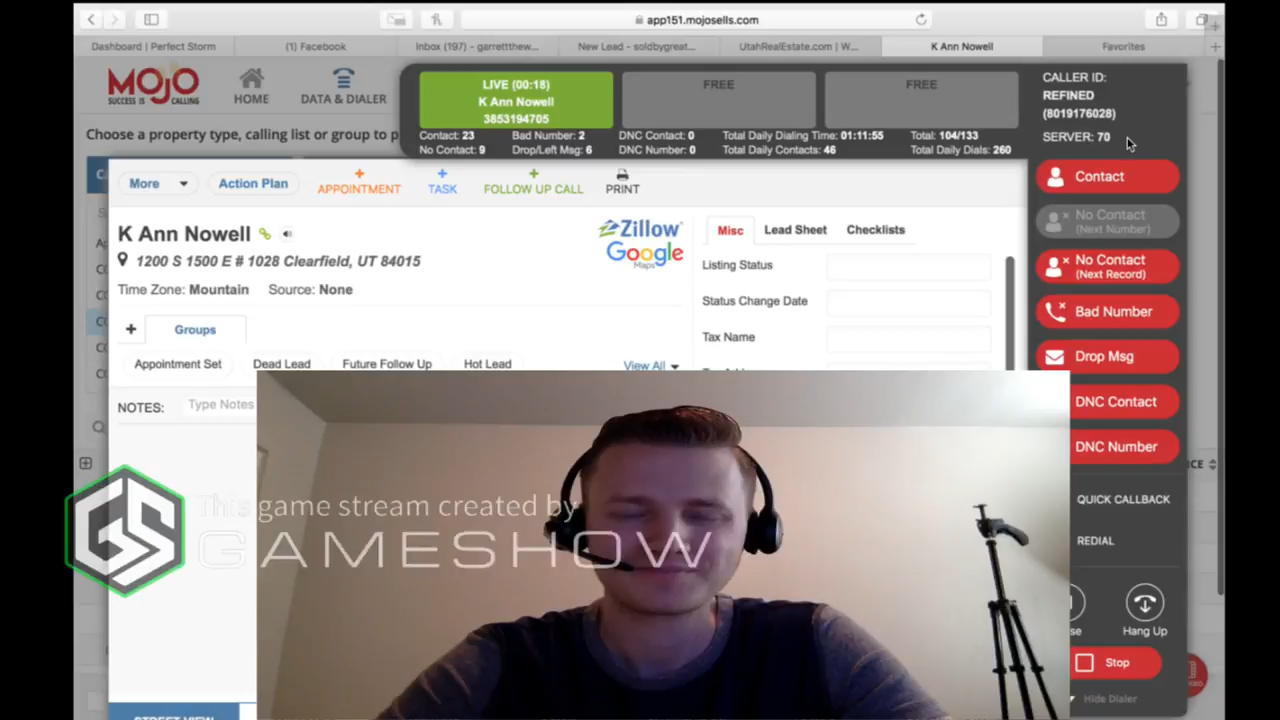 app151.mojosells.com
Dashboard | Perfect Storm
(1) Facebook
Inbox (197) - garrettthew...
New Lead - soldbygreat...
UtahRealEstate.com | W...
K Ann Nowell
Favorites
MOJO
SUCCESS IS CALLING
HOME
DATA & DIALER
LIVE (00:18)
K Ann Nowell
3853194705
FREE
FREE
CALLER ID:
REFINED
(8019176028)
SERVER: 70
Contact: 23
Bad Number: 2
DNC Contact: 0
Total Daily Dialing Time: 01:11:55
Total: 104/133
No Contact: 9
Drop/Left Msg: 6
DNC Number: 0
Total Daily Contacts: 46
Total Daily Dials: 260
Choose a property type, calling list or group to p
More
Action Plan
APPOINTMENT
TASK
FOLLOW UP CALL
PRINT
K Ann Nowell
1200 S 1500 E # 1028 Clearfield, UT 84015
Time Zone: Mountain
Source: None
Zillow
Google
Maps
Groups
Appointment Set
Dead Lead
Future Follow Up
Hot Lead
View All
NOTES:
Type Notes
Misc
Lead Sheet
Checklists
Listing Status
Status Change Date
Tax Name
Contact
No Contact
(Next Number)
No Contact
(Next Record)
Bad Number
Drop Msg
DNC Contact
DNC Number
QUICK CALLBACK
REDIAL
Hang Up
Stop
Hide Dialer
This game stream created by
GAMESHOW
GS
STREET VIEW